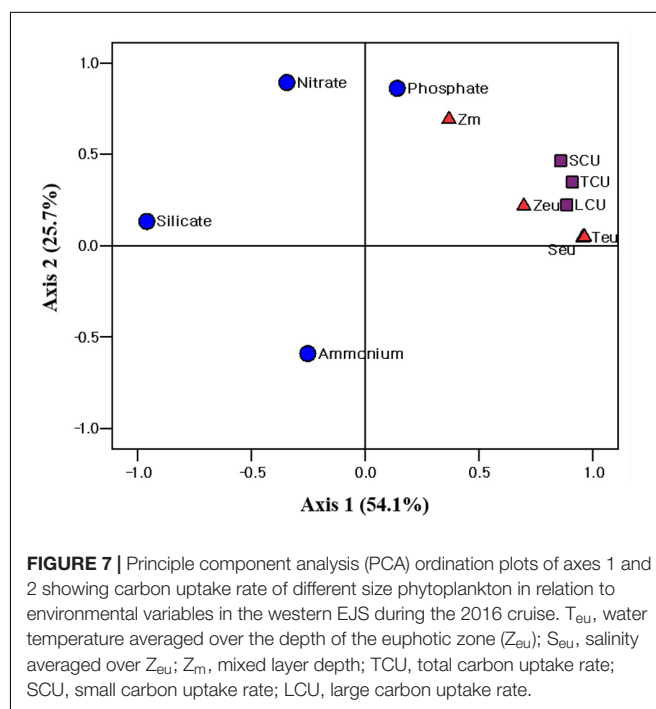 1.0
Nitrate
Phosphate
Zm
0.5
SCU
TCU
Zeu
LCU
Silicate
0.0
Teu
Seu
-0.5
Ammonium
-1.0
-1.0
-0.5
0.0
0.5
1.0
Axis 2 (25.7%)
Axis 1 (54.1%)
FIGURE 7 | Principle component analysis (PCA) ordination plots of axes 1 and
2 showing carbon uptake rate of different size phytoplankton in relation to
environmental variables in the western EJS during the 2016 cruise. Teu, water
temperature averaged over the depth of the euphotic zone (Zeu); Seu, salinity
averaged over Zeu; Zm, mixed layer depth; TCU, total carbon uptake rate;
SCU, small carbon uptake rate; LCU, large carbon uptake rate.